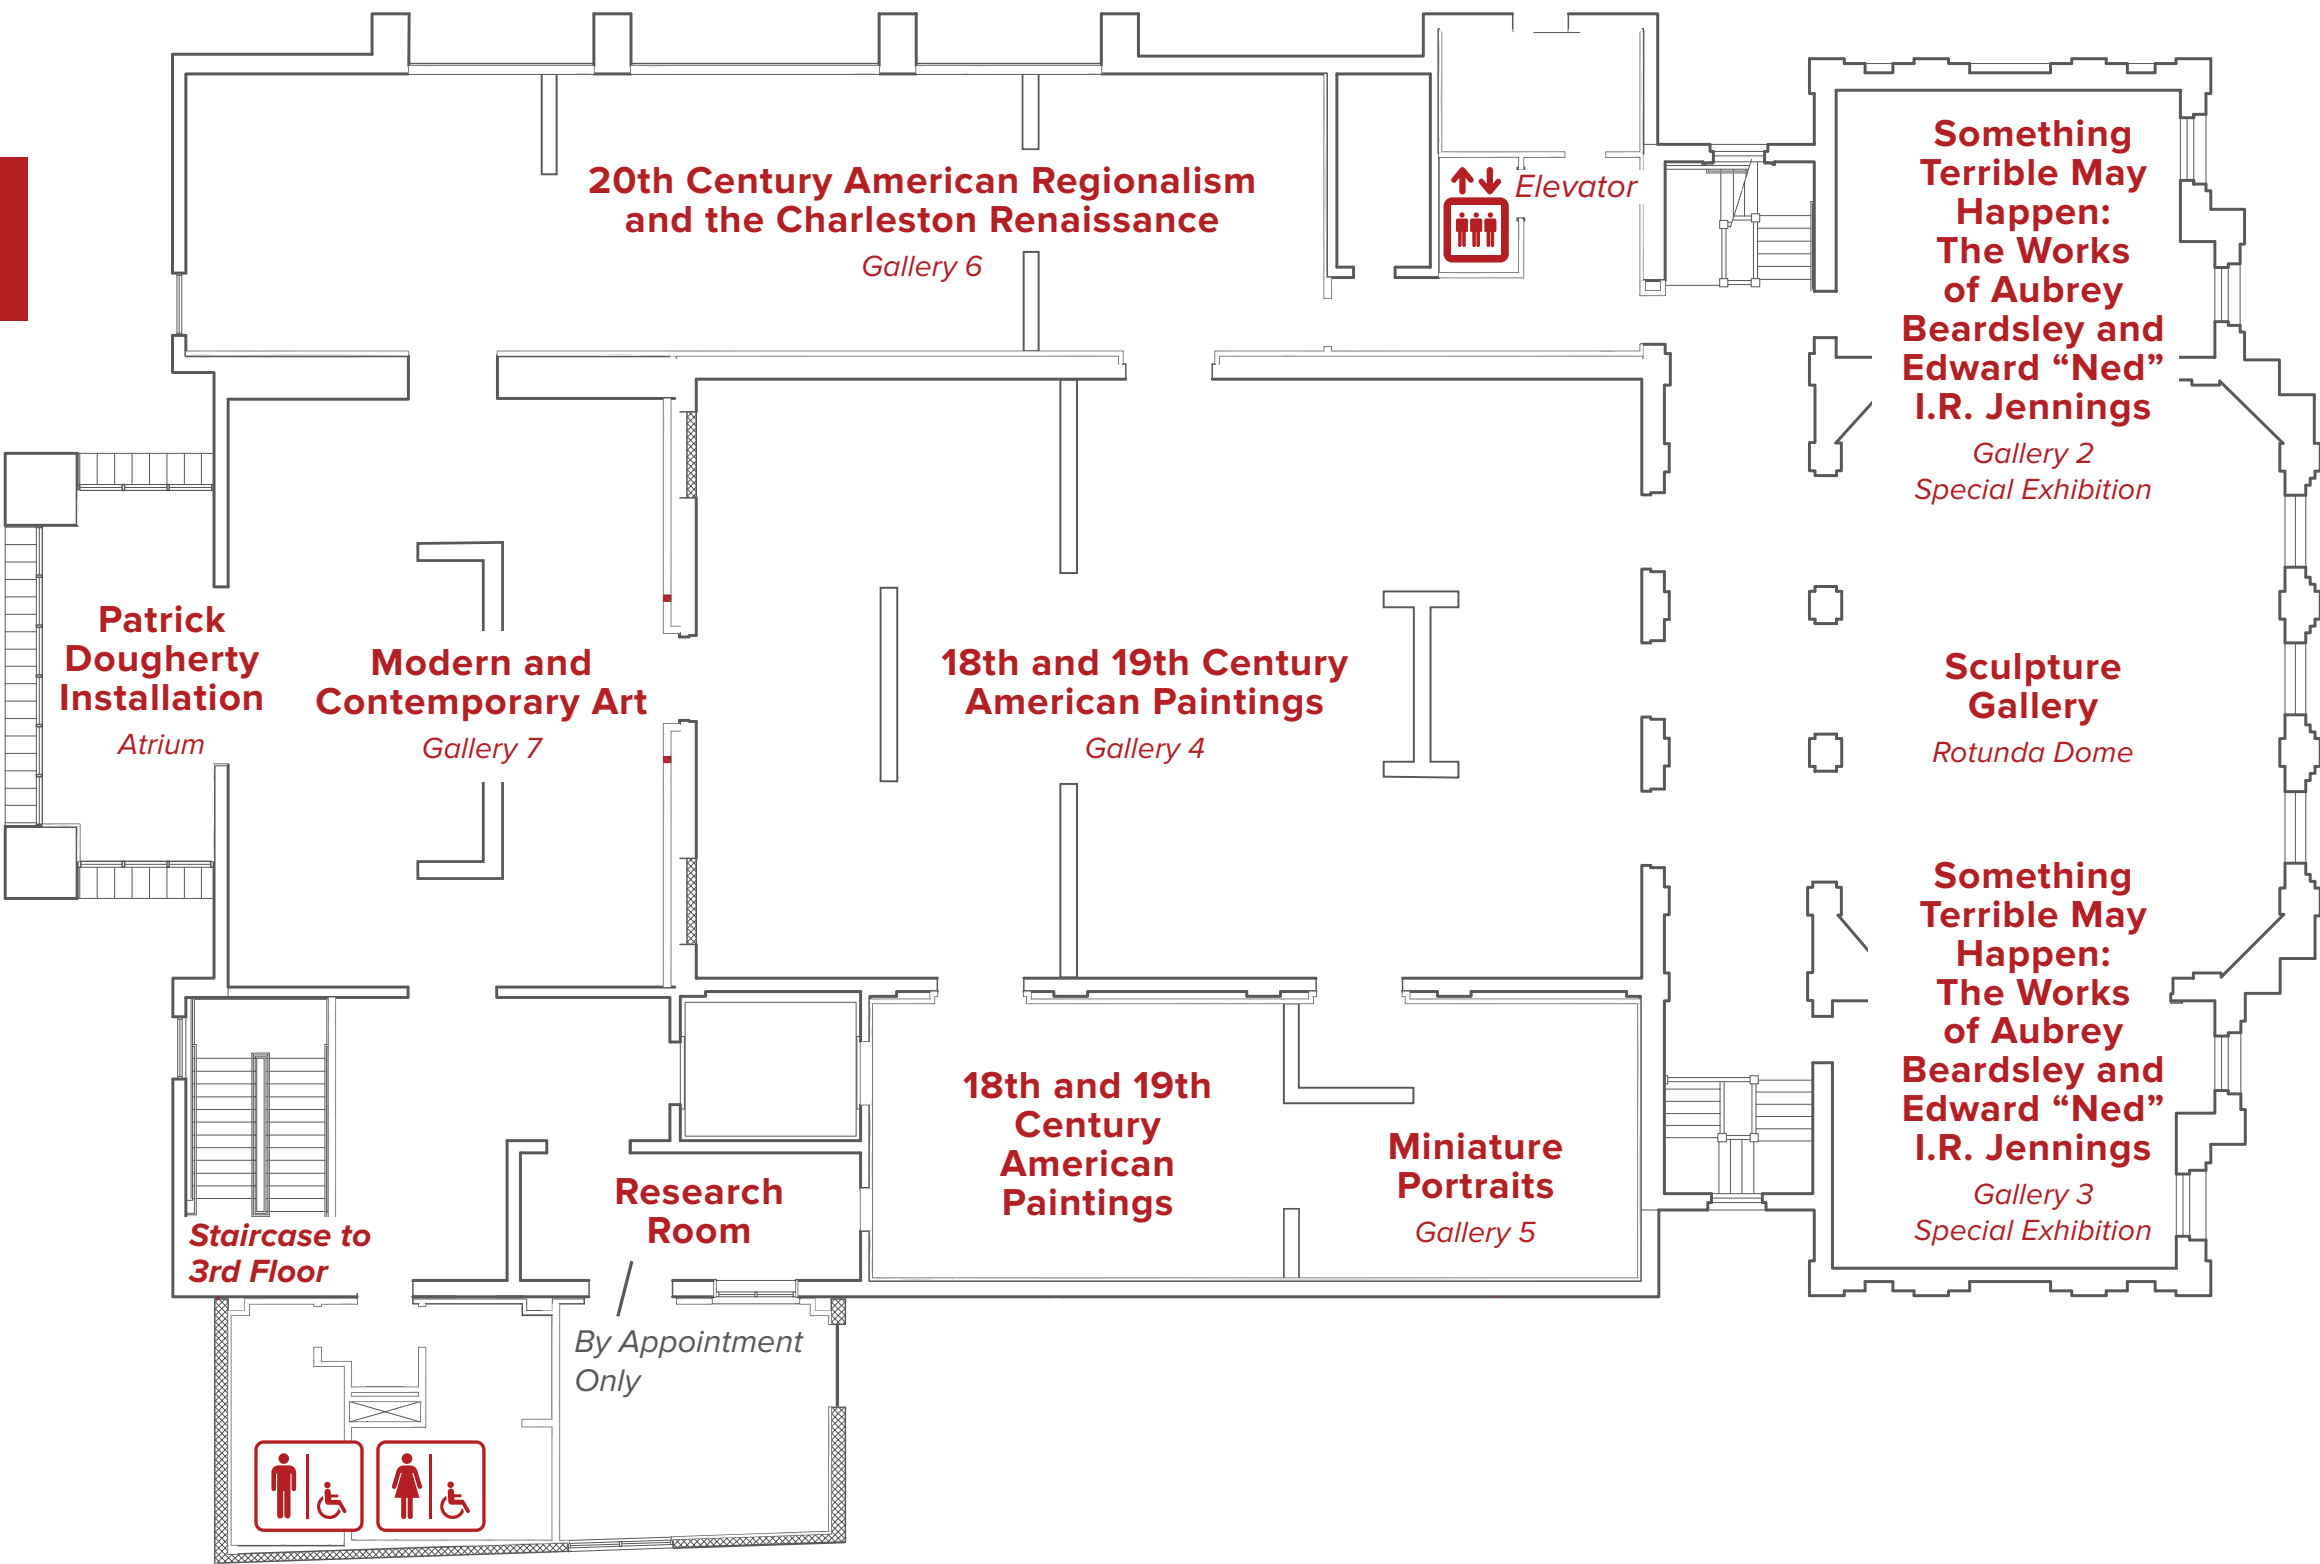 20th Century American Regionalism
and the Charleston Renaissance
Gallery 6
Elevator
Something
Terrible May
Happen:
The Works
of Aubrey
Beardsley and
Edward “Ned”
I.R. Jennings
Gallery 2
Special Exhibition
Patrick
Dougherty
Installation
Atrium
Modern and
Contemporary Art
Gallery 7
18th and 19th Century
American Paintings
Gallery 4
Sculpture
Gallery
Rotunda Dome
Something
Terrible May
Happen:
The Works
of Aubrey
Beardsley and
Edward “Ned”
I.R. Jennings
Gallery 3
Special Exhibition
18th and 19th
Century
American
Paintings
Miniature
Portraits
Gallery 5
Research
Room
By Appointment
Only
Staircase to
3rd Floor